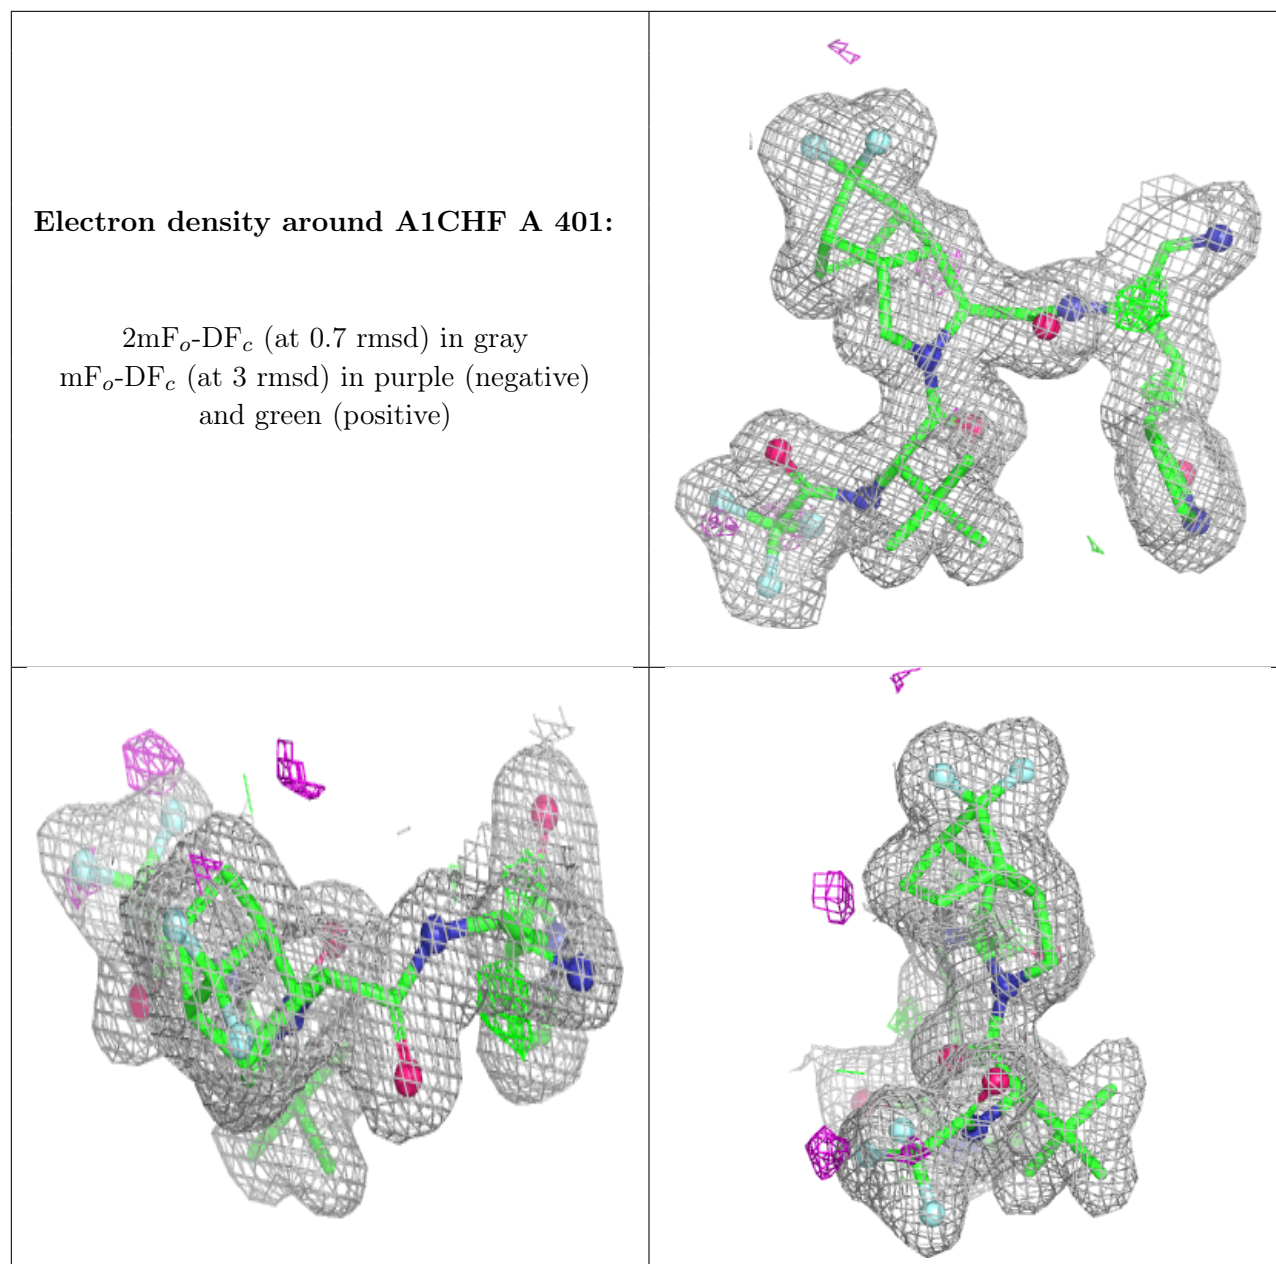 Electron density around A1CHF A 401:
2mFo-DFc (at 0.7 rmsd) in gray
mFo-DFc (at 3 rmsd) in purple (negative)
and green (positive)